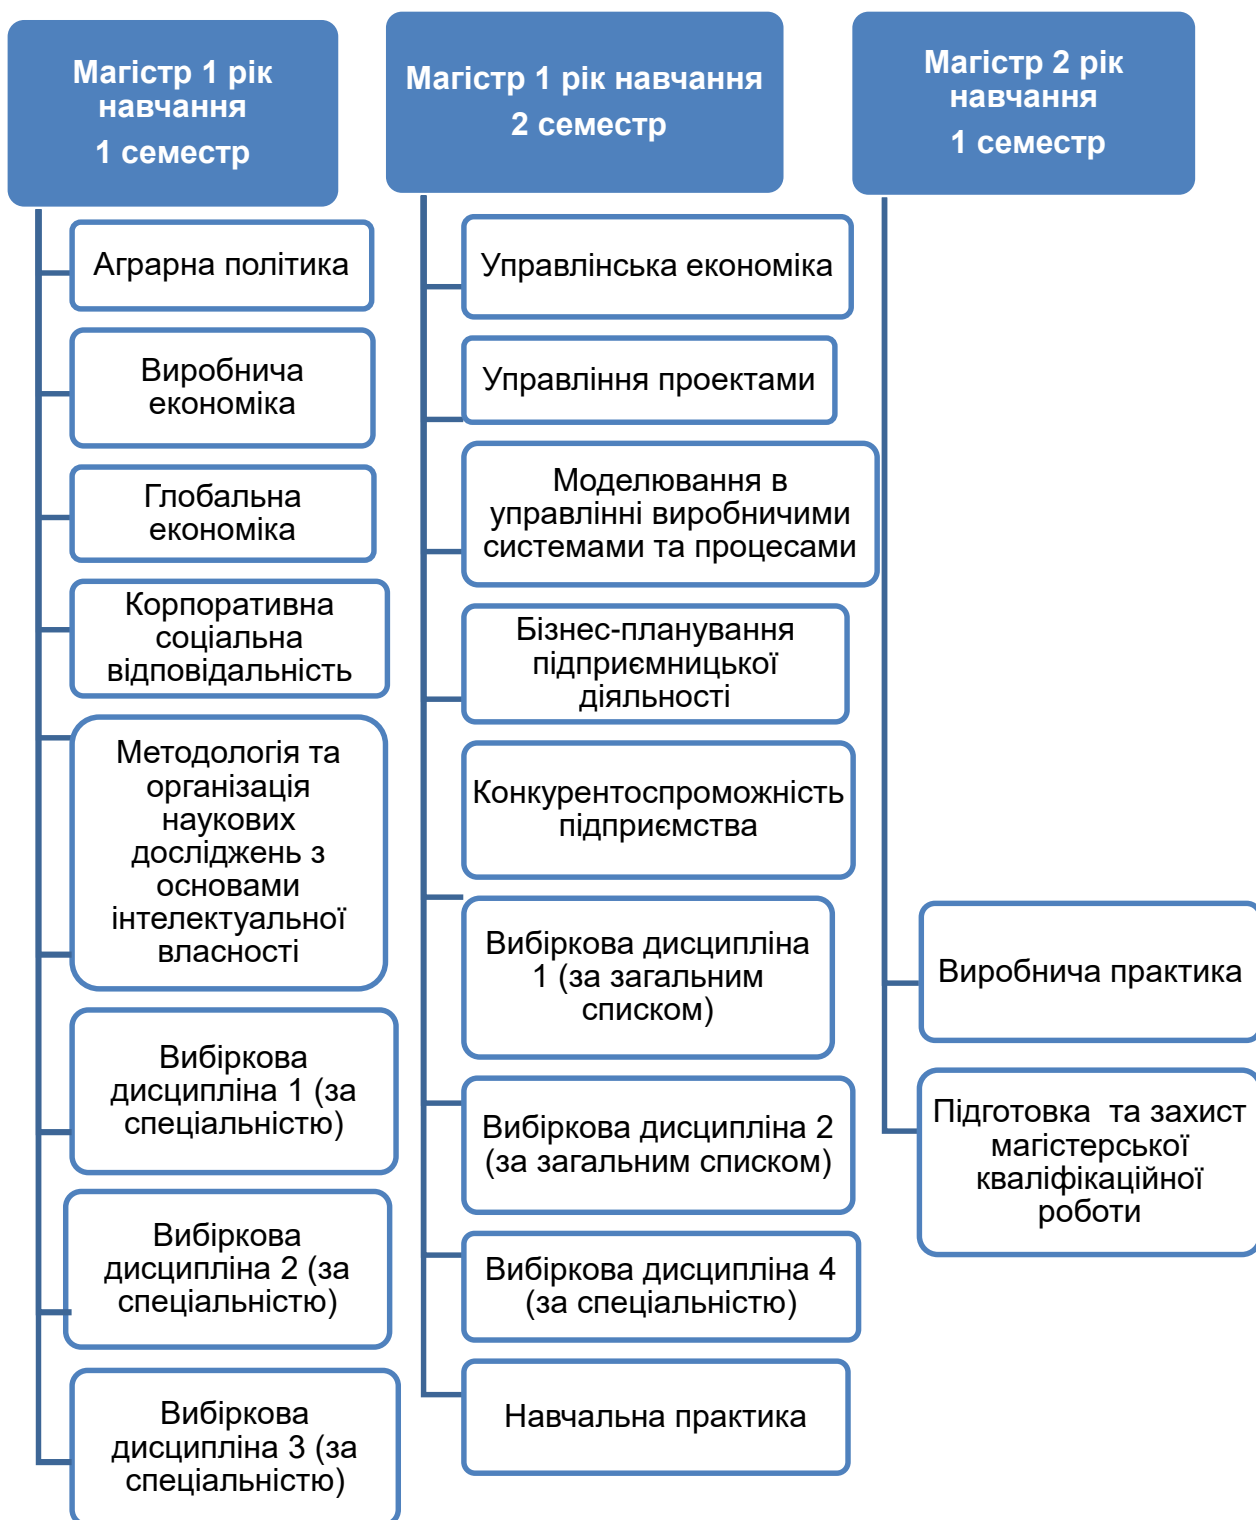 Магістр 1 рік
навчання
1 семестр
Аграрна політика
Виробнича
економіка
Глобальна
економіка
Корпоративна
соціальна
відповідальність
Методологія та
організація
наукових
досліджень з
основами
інтелектуальної
власності
Вибіркова
дисципліна 1 (за
спеціальністю)
Вибіркова
дисципліна 2 (за
спеціальністю)
Вибіркова
дисципліна 3 (за
спеціальністю)
Магістр 1 рік навчання
2 семестр
Управлінська економіка
Управління проектами
Моделювання в
управлінні виробничими
системами та процесами
Бізнес-планування
підприємницької
діяльності
Конкурентоспроможність
підприємства
Вибіркова дисципліна
1 (за загальним
списком)
Вибіркова дисципліна 2
(за загальним списком)
Вибіркова дисципліна 4
(за спеціальністю)
Навчальна практика
Магістр 2 рік
навчання
1 семестр
Виробнича практика
Підготовка  та захист
магістерської
кваліфікаційної
роботи